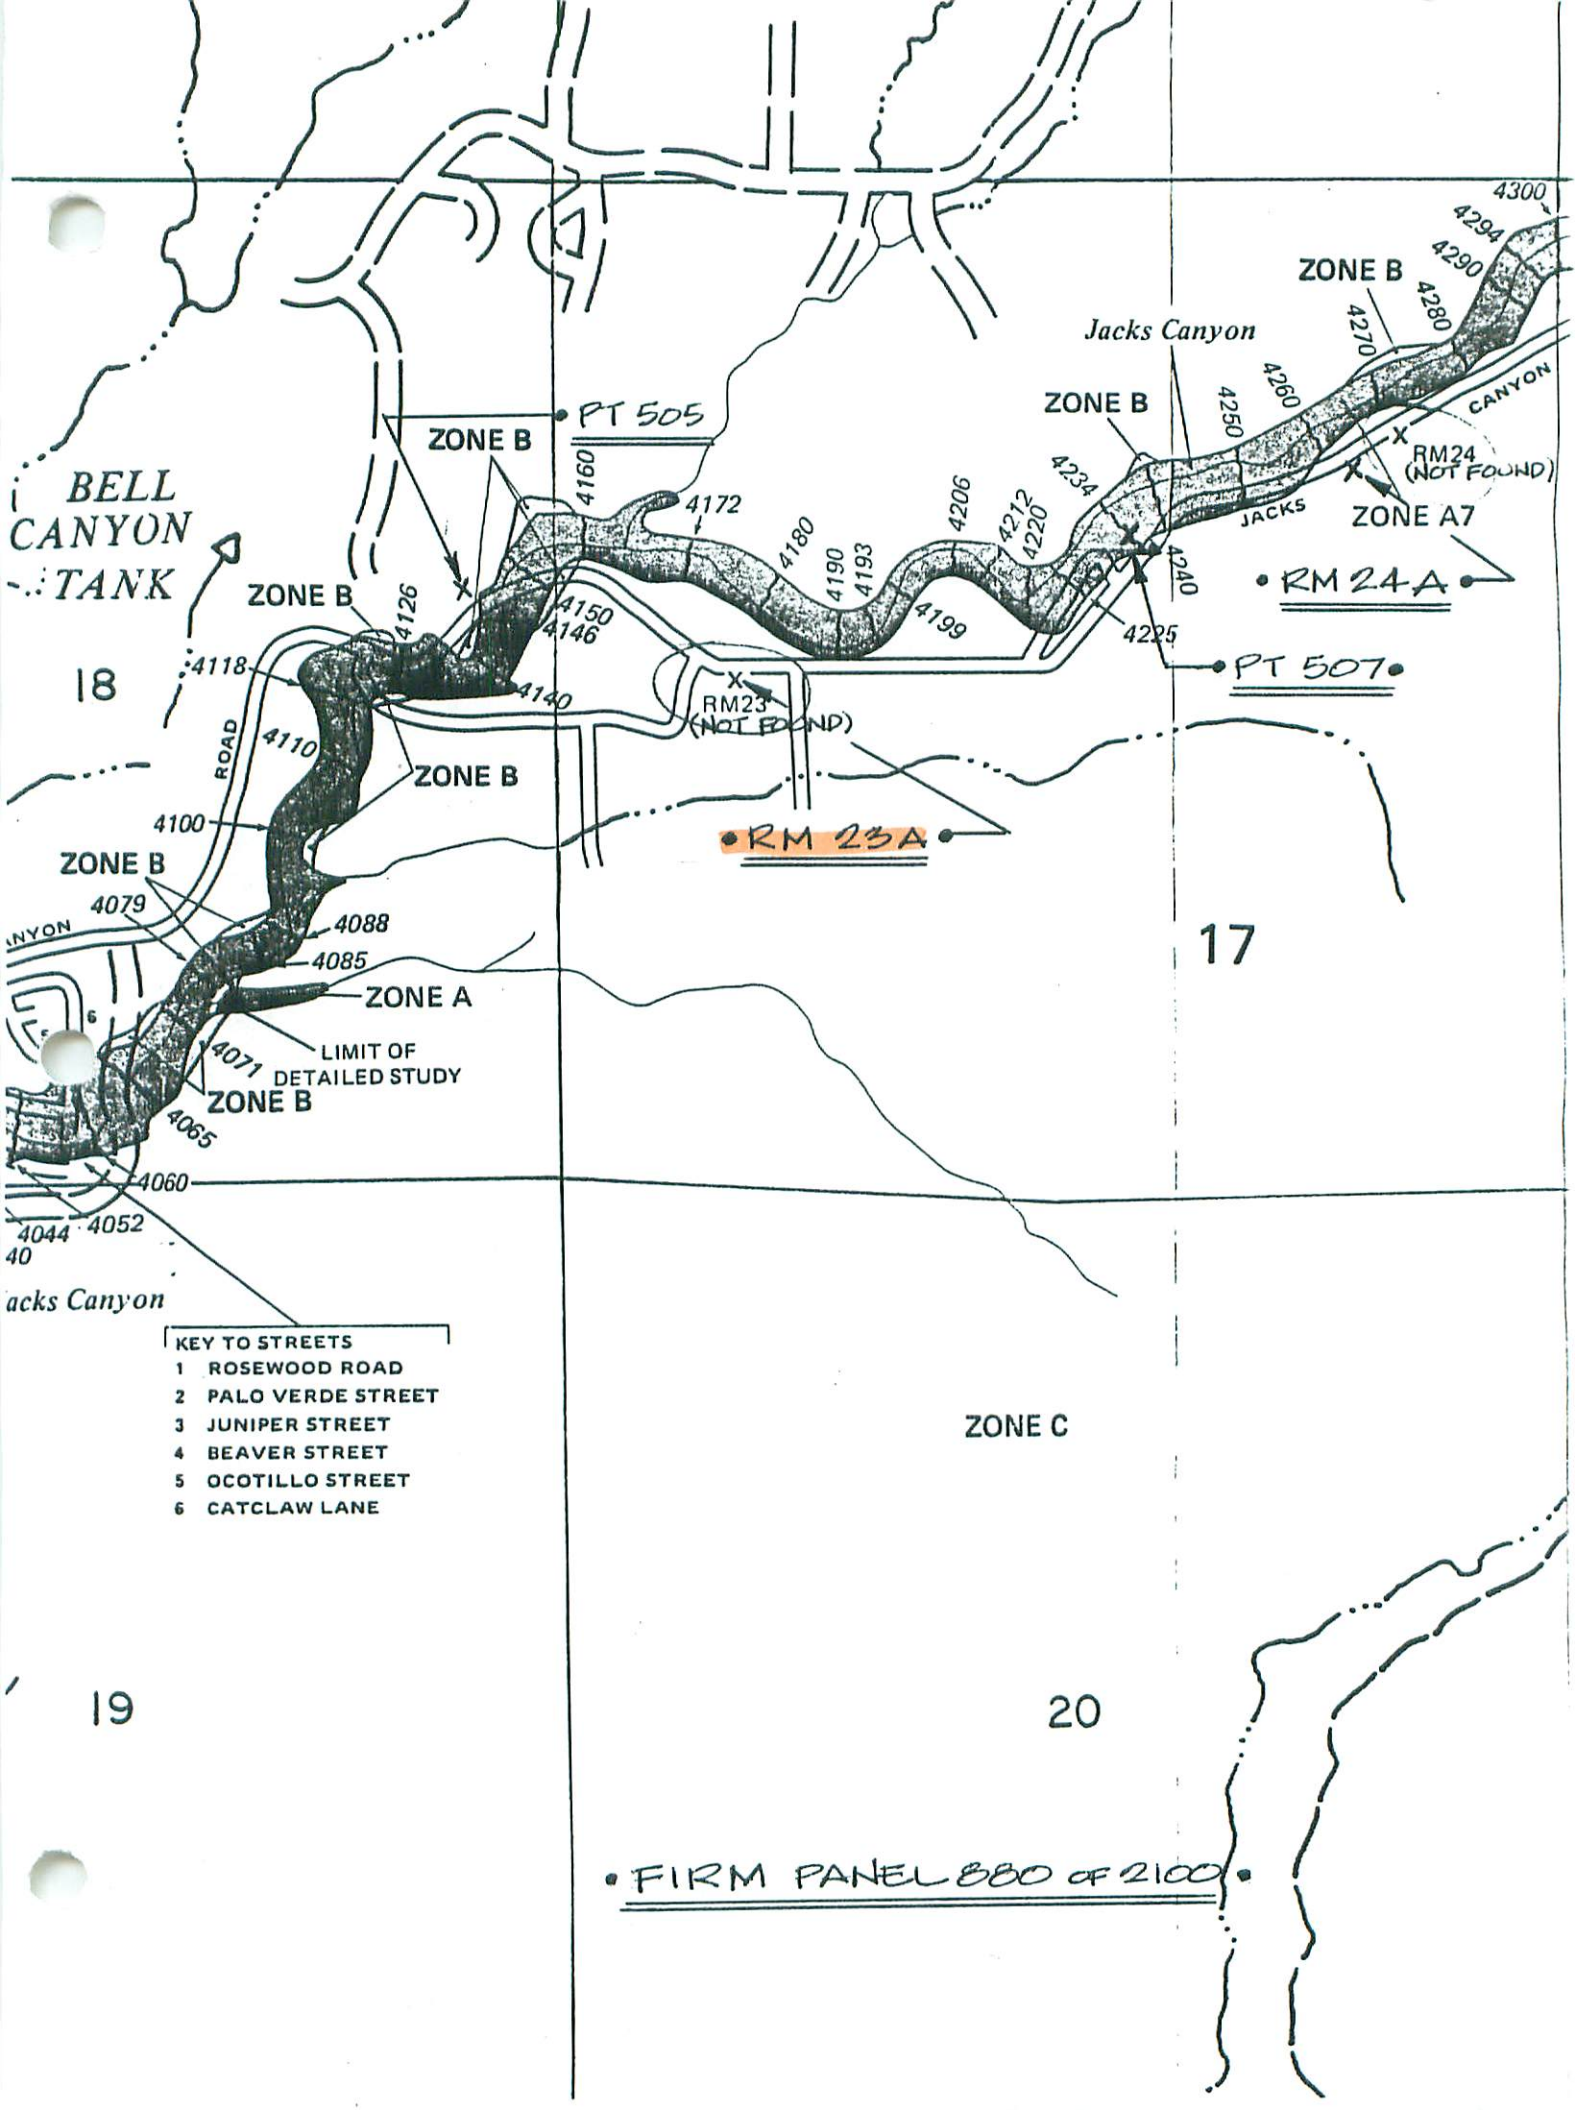 4300
4294
4290
ZONE B
4280
4270
Jacks Canyon
4260
CANYON
ZONE B
4250
PT 505
ZONE B
4160
4234
RM24
(NOT FOUND)
BELL
CANYON
TANK
4172
4206
4212
4220
JACKS
ZONE A7
4180
4190
4193
4240
RM 24A
ZONE B
4126
4150
4146
4199
4225
4118
PT 507
18
4140
RM23
(NOT FOUND)
ROAD
4110
ZONE B
4100
RM 23A
ZONE B
4079
4088
17
NYON
4085
ZONE A
6
5
4071
LIMIT OF
DETAILED STUDY
ZONE B
4065
4060
4044
4052
40
acks Canyon
KEY TO STREETS
1 ROSEWOOD ROAD
2 PALO VERDE STREET
3 JUNIPER STREET
4 BEAVER STREET
5 OCOTILLO STREET
6 CATCLAW LANE
ZONE C
19
20
FIRM PANEL 880 OF 2100